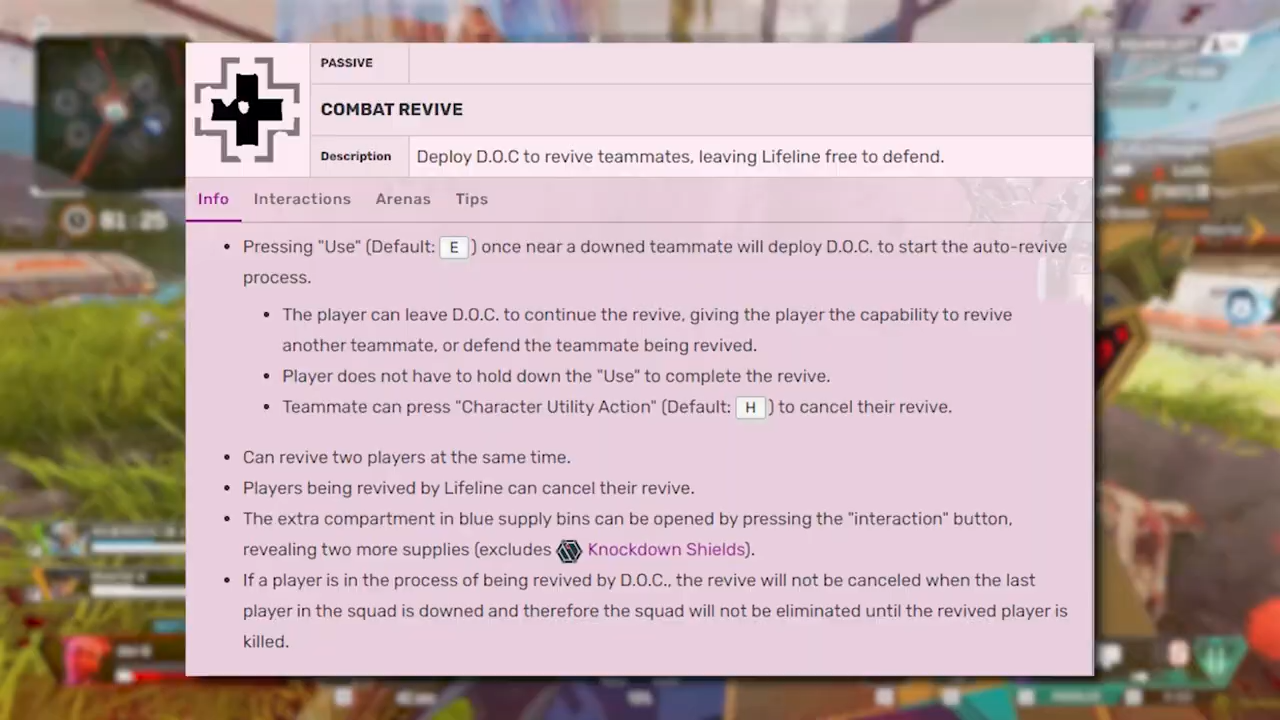 PASSIVE
COMBAT REVIVE
Description Deploy D.O.C to revive teammates, leaving Lifeline free to defend.
Info Interactions Arenas Tips
• Pressing "Use" (Default: E ) once near a downed teammate will deploy D.O.C. to start the auto-revive
process.
• The player can leave D.O.C. to continue the revive, giving the player the capability to revive
another teammate, or defend the teammate being revived.
• Player does not have to hold down the "Use" to complete the revive.
• Teammate can press "Character Utility Action" (Default: H ) to cancel their revive.
• Can revive two players at the same time.
• Players being revived by Lifeline can cancel their revive.
• The extra compartment in blue supply bins can be opened by pressing the "interaction" button,
revealing two more supplies (excludes Knockdown Shields).
• If a player is in the process of being revived by D.O.C., the revive will not be canceled when the last
player in the squad is downed and therefore the squad will not be eliminated until the revived player is
killed.
01:25